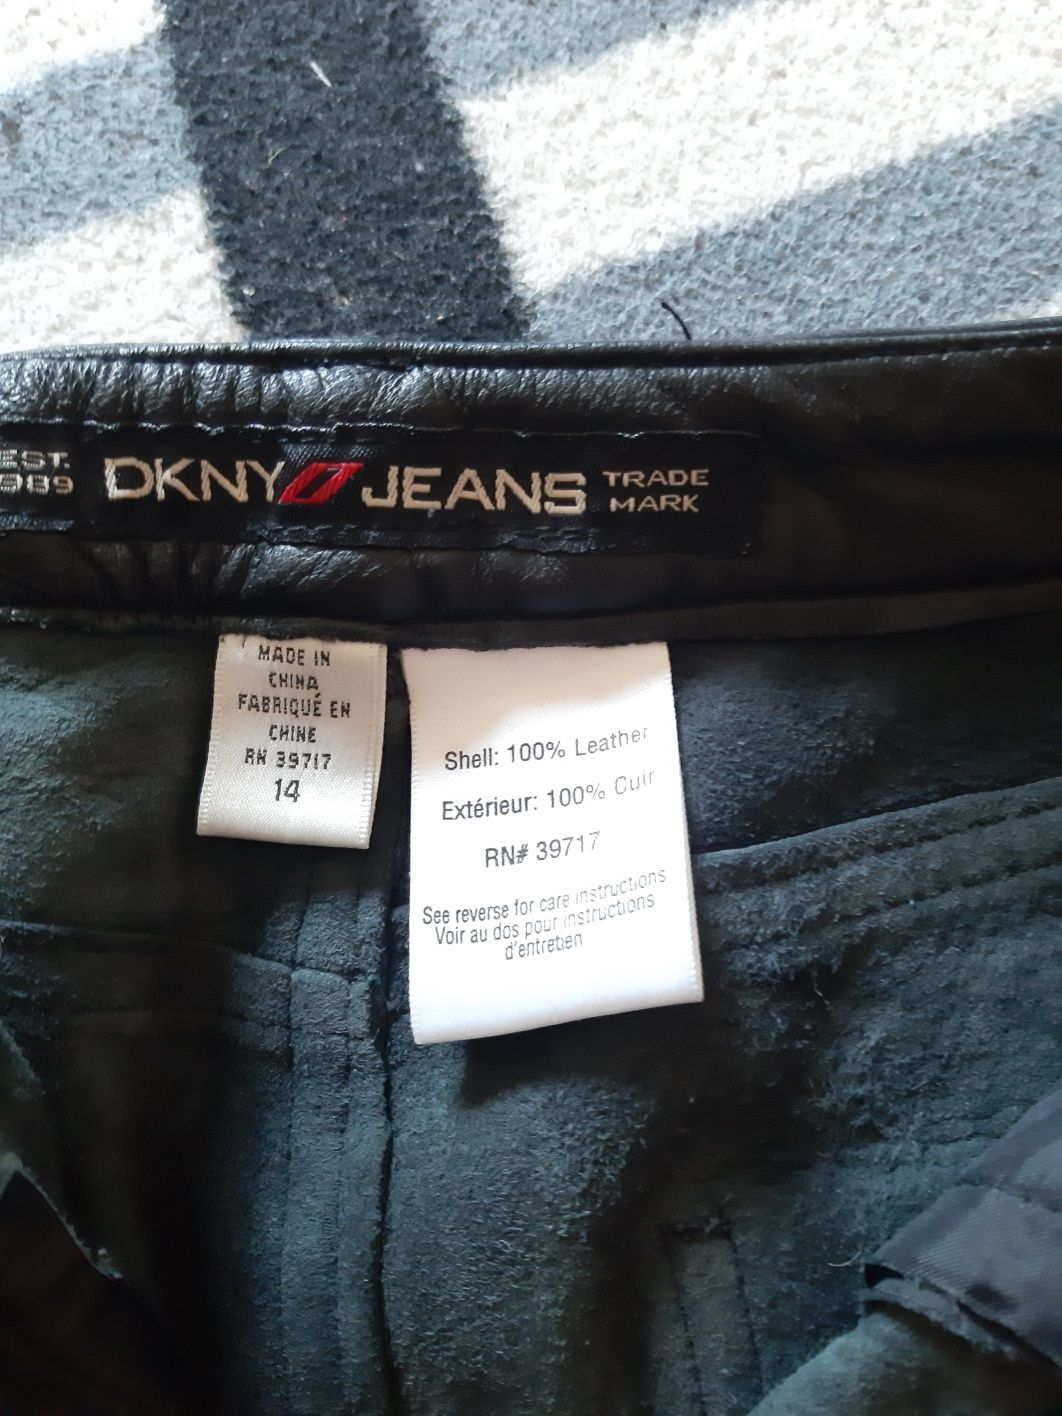 EST.
1989
DKNY JEANS TRADE
MARK
MADE IN
CHINA
FABRIQUÉ EN
CHINE
RN 39717
14
Shell: 100% Leather
Extérieur: 100% Cuir
RN# 39717
See reverse for care instructions
Voir au dos pour instructions
d'entretien